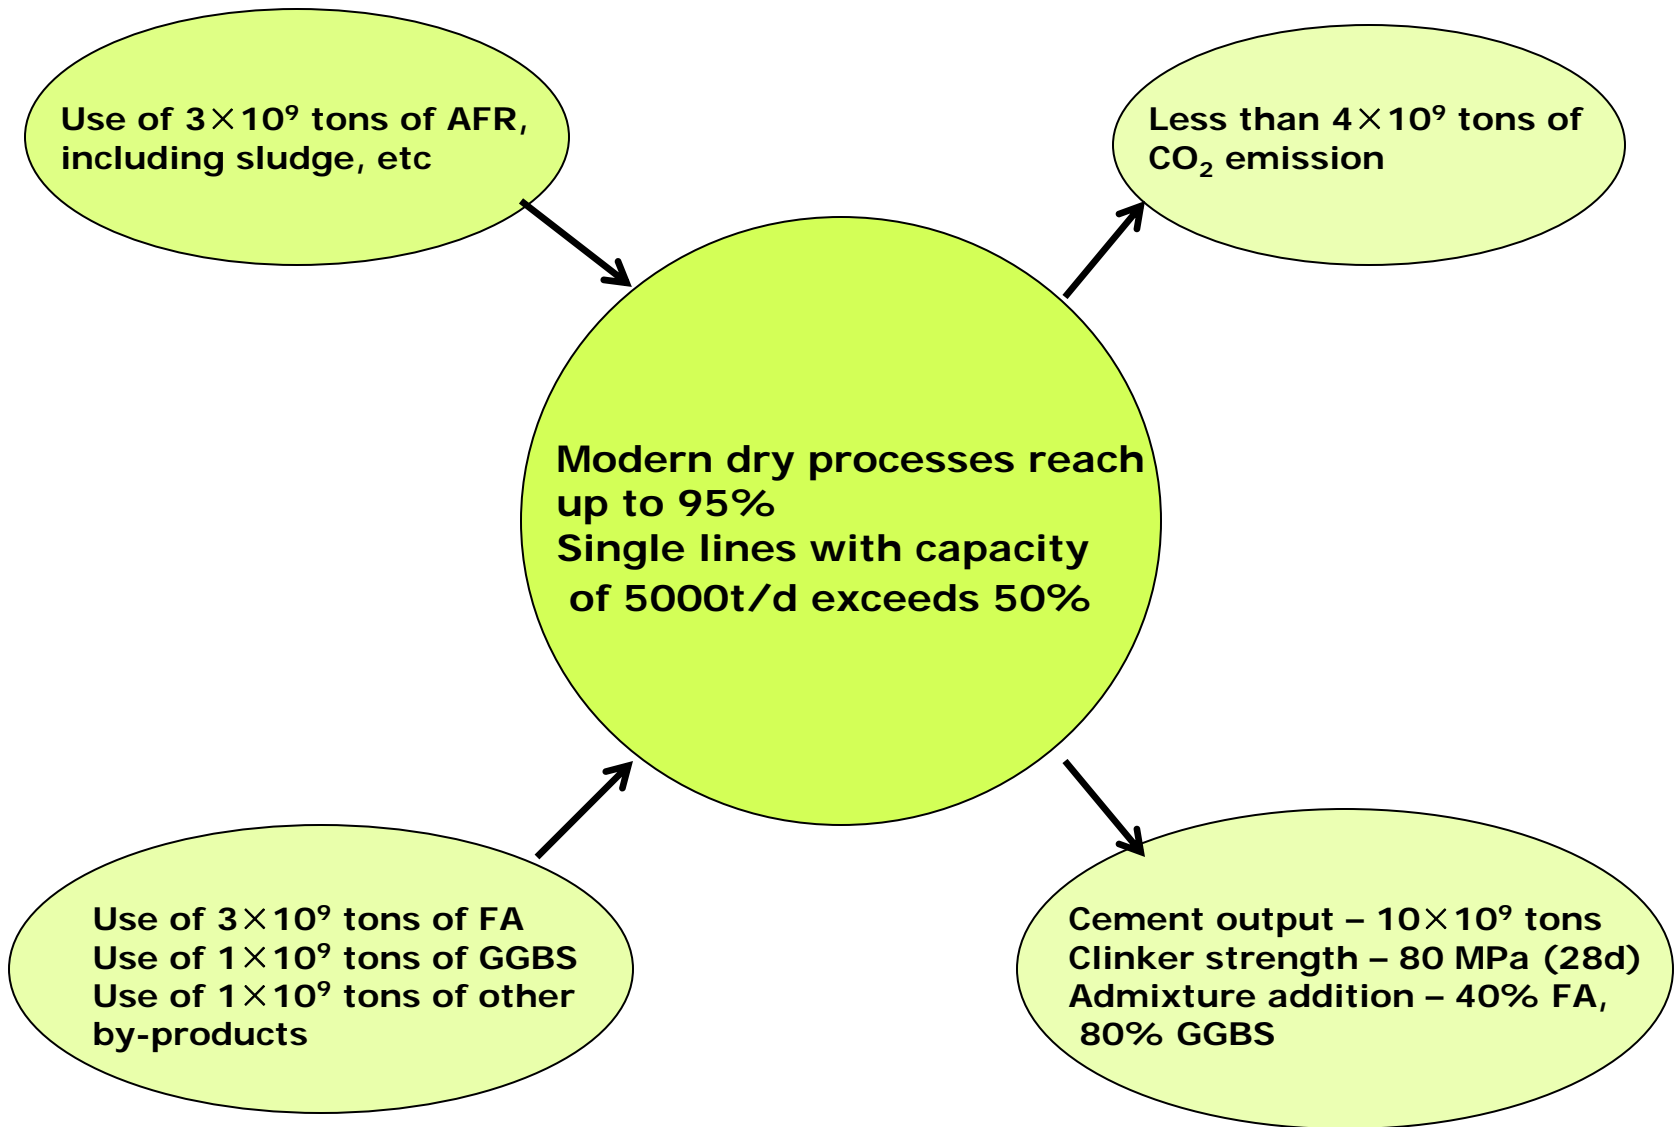 Use of 3×10⁹ tons of AFR,
including sludge, etc
Less than 4×10⁹ tons of
CO₂ emission
Modern dry processes reach
up to 95%
Single lines with capacity
of 5000t/d exceeds 50%
Use of 3×10⁹ tons of FA
Use of 1×10⁹ tons of GGBS
Use of 1×10⁹ tons of other
by-products
Cement output – 10×10⁹ tons
Clinker strength – 80 MPa (28d)
Admixture addition – 40% FA,
80% GGBS